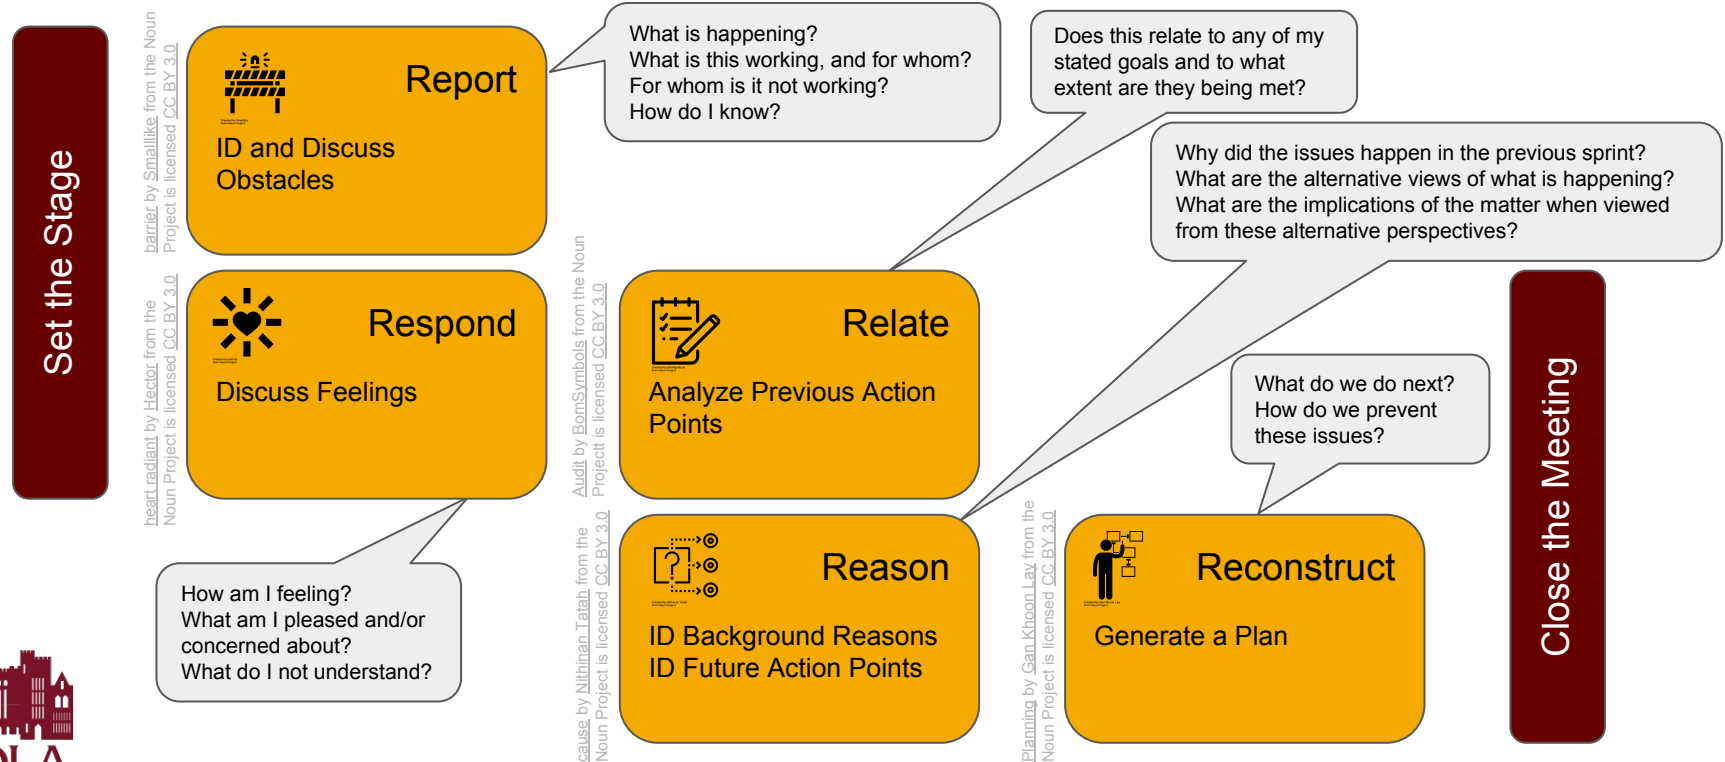 Set the Stage
barrier by Smalllike from the Noun
Project is licensed CC BY 3.0
Report
ID and Discuss
Obstacles
What is happening?
What is this working, and for whom?
For whom is it not working?
How do I know?
heart radiant by Hector from the
Noun Project is licensed CC BY 3.0
Respond
Discuss Feelings
How am I feeling?
What am I pleased and/or
concerned about?
What do I not understand?
Does this relate to any of my
stated goals and to what
extent are they being met?
Audit by BomSymbols from the Noun
Projectt is licensed CC BY 3.0
Relate
Analyze Previous Action
Points
Why did the issues happen in the previous sprint?
What are the alternative views of what is happening?
What are the implications of the matter when viewed
from these alternative perspectives?
cause by Nithinan Tatah from the
Noun Project is licensed CC BY 3.0
Reason
ID Background Reasons
ID Future Action Points
What do we do next?
How do we prevent
these issues?
Planning by Gan Khoon Lay from the
Noun Project is licensed CC BY 3.0
Reconstruct
Generate a Plan
Close the Meeting